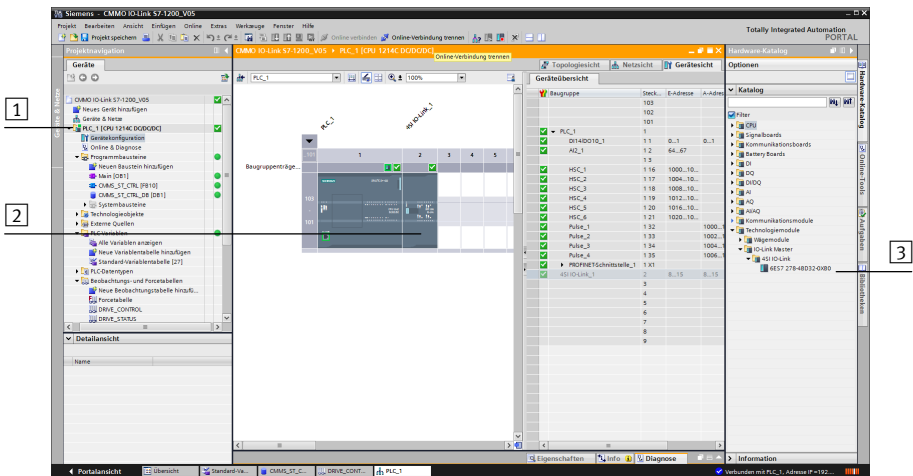 Siemens - CMMO IO-Link S7-1200_V05
Projekt Bearbeiten Ansicht Einfügen Online Extras Werkzeuge Fenster Hilfe
Projekt speichern Online verbinden Online-Verbindung trennen
Totally Integrated Automation
PORTAL
Projektnavigation
CMMO IO-Link S7-1200_V05 PLC_1 [CPU 1214C DC/DC/DC]
Online-Verbindung trennen
Hardware-Katalog
Geräte
Topologiesicht Netzsicht Gerätesicht
Optionen
PLC_1
100%
Geräteübersicht
Baugruppe Steck... E-Adresse A-Adres
Katalog
CMMO IO-Link S7-1200_V05
Neues Gerät hinzufügen
Geräte & Netze
PLC_1 [CPU 1214C DC/DC/DC]
Gerätekonfiguration
Online & Diagnose
Programmbausteine
Neuen Baustein hinzufügen
Main [OB1]
CMMS_ST_CTRL [FB10]
CMMS_ST_CTRL_DB [DB1]
Systembausteine
Technologieobjekte
Externe Quellen
PLC-Variablen
Alle Variablen anzeigen
Neue Variablentabelle hinzufügen
Standard-Variablentabelle [27]
PLC-Datentypen
Beobachtungs- und Forcetabellen
Neue Beobachtungstabelle hinzufü...
Forcetabelle
DRIVE_CONTROL
DRIVE_STATUS
Detailansicht
Name
PLC_1
4SI IO-Link_1
Baugruppenträge...
103 1 2 3 4 5
102
101
103
102
101
PLC_1 1
DI14/DO10_1 1 1 0...1 0...1
AI2_1 1 2 64...67
1 3
HSC_1 1 16 1000...10...
HSC_2 1 17 1004...10...
HSC_3 1 18 1008...10...
HSC_4 1 19 1012...10...
HSC_5 1 20 1016...10...
HSC_6 1 21 1020...10...
Pulse_1 1 32 1000...1
Pulse_2 1 33 1002...1
Pulse_3 1 34 1004...1
Pulse_4 1 35 1006...1
PROFINET-Schnittstelle_1 1 X1
4SI IO-Link_1 2 8...15 8...15
3
4
5
6
7
8
9
Filter
CPU
Signalboards
Kommunikationsboards
Battery Boards
DI
DQ
DI/DQ
AI
AQ
AI/AQ
Kommunikationsmodule
Technologiemodule
Wägemodule
IO-Link Master
4SI IO-Link
6ES7 278-4BD32-0XB0
Hardware-Katalog
Online-Tools
Aufgaben
Bibliotheken
Geräte & Netze
1
2
3
Eigenschaften Info Diagnose
Information
Portalansicht Übersicht Standard-Va... CMMS_ST_C... DRIVE_CONT... PLC_1
Verbunden mit PLC_1, Adresse IP=192....